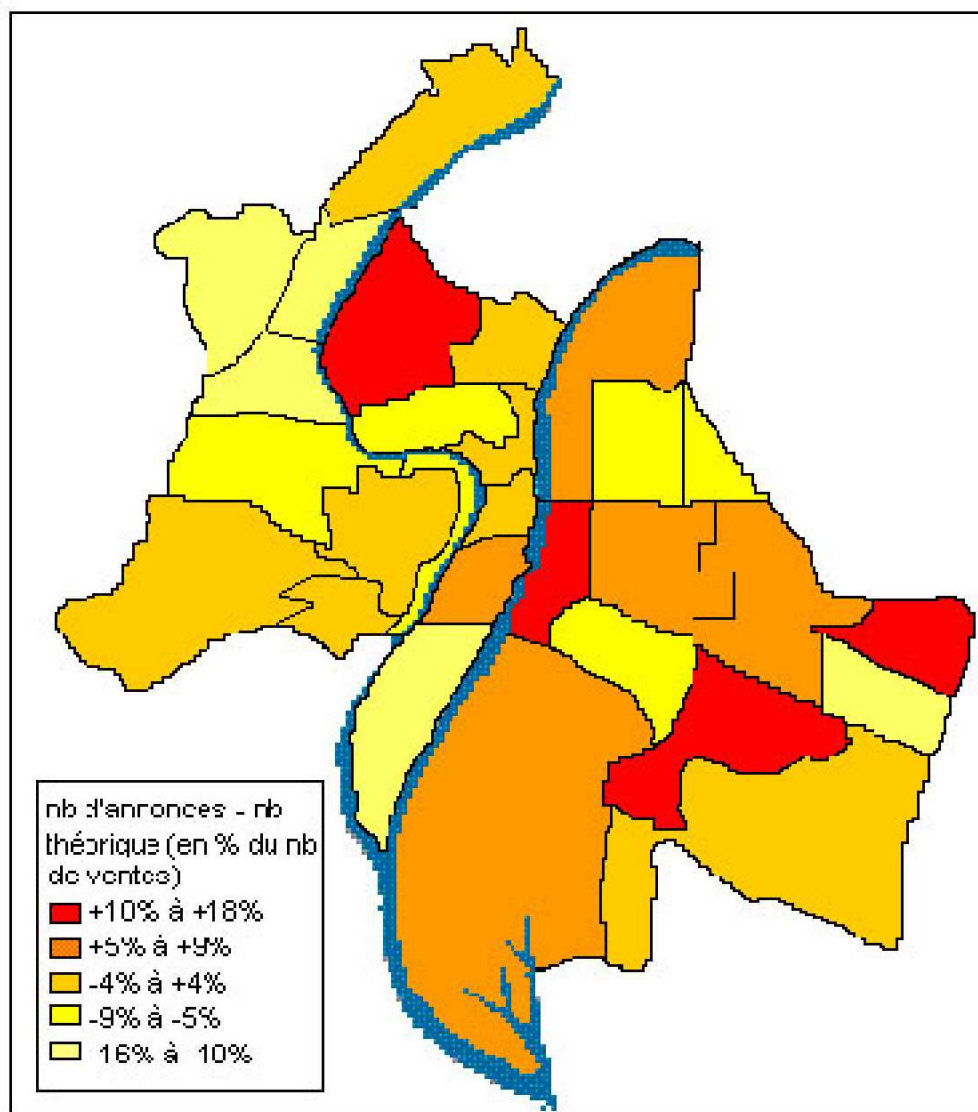 nb d'annonces - nb
théorique (en % du nb
de ventes)
+10% à +18%
+5% à +9%
-4% à +4%
-9% à -5%
-16% à -10%